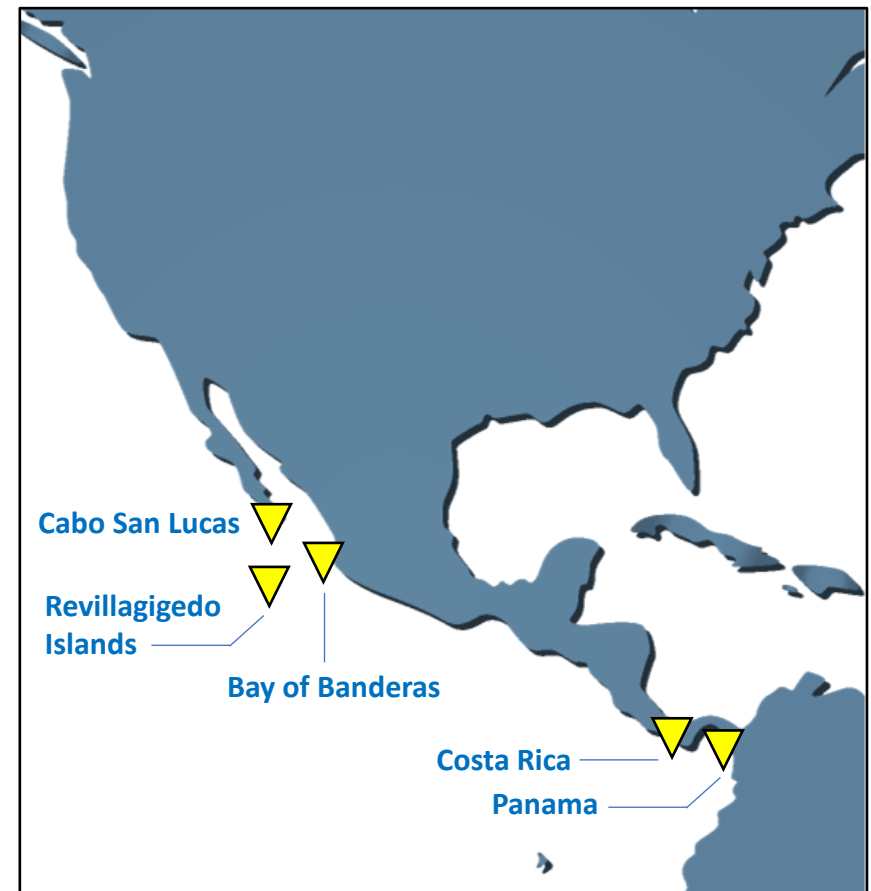 Cabo San Lucas
Revillagigedo
Islands
Bay of Banderas
Costa Rica
Panama